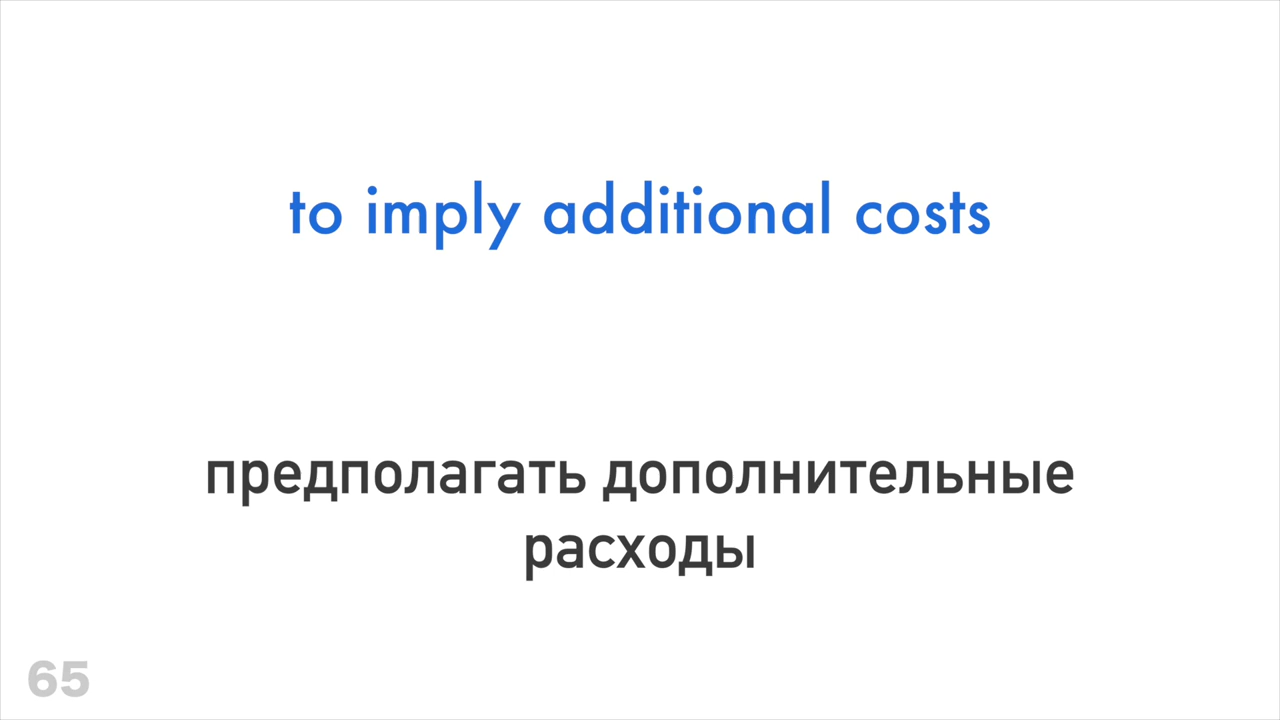 to imply additional costs
предполагать дополнительные
расходы
65